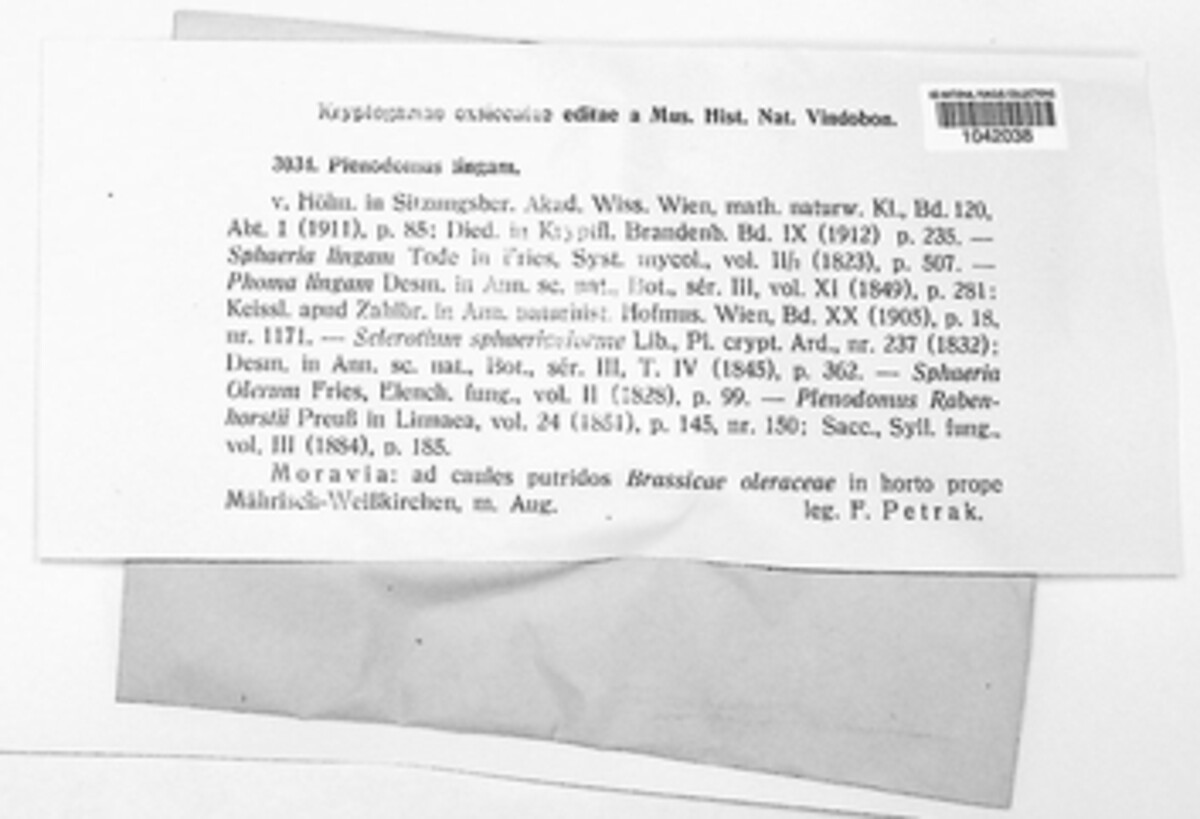 Kryptogamae exsiccatae editae a Mus. Hist. Nat. Vindobon.
US NATIONAL FUNGUS COLLECTIONS
1042038
3034. Plenodomus lingam.
v. Höhn. in Sitzungsber. Akad. Wiss. Wien, math. naturw. Kl., Bd. 120,
Abt. I (1911), p. 85; Died. in Kryptfl. Brandenb. Bd. IX (1912) p. 235. —
Sphaeria lingam Tode in Fries, Syst. mycol., vol. II/2 (1823), p. 507. —
Phoma lingam Desm. in Ann. sc. nat., Bot., sér. III, vol. XI (1849), p. 281;
Keissl. apud Zahlbr. in Ann. naturhist. Hofmus. Wien, Bd. XX (1905), p. 18,
nr. 1171. — Sclerotium sphaeriaeforme Lib., Pl. crypt. Ard., nr. 237 (1832);
Desm. in Ann. sc. nat., Bot., sér. III, T. IV (1845), p. 362. — Sphaeria
Olerum Fries, Elench. fung., vol. II (1828), p. 99. — Plenodomus Raben-
horstii Preuß in Linnaea, vol. 24 (1851), p. 145, nr. 150; Sacc., Syll. fung.,
vol. III (1884), p. 185.
Moravia: ad caules putridos Brassicae oleraceae in horto prope
Mährisch-Weißkirchen, m. Aug. leg. F. Petrak.